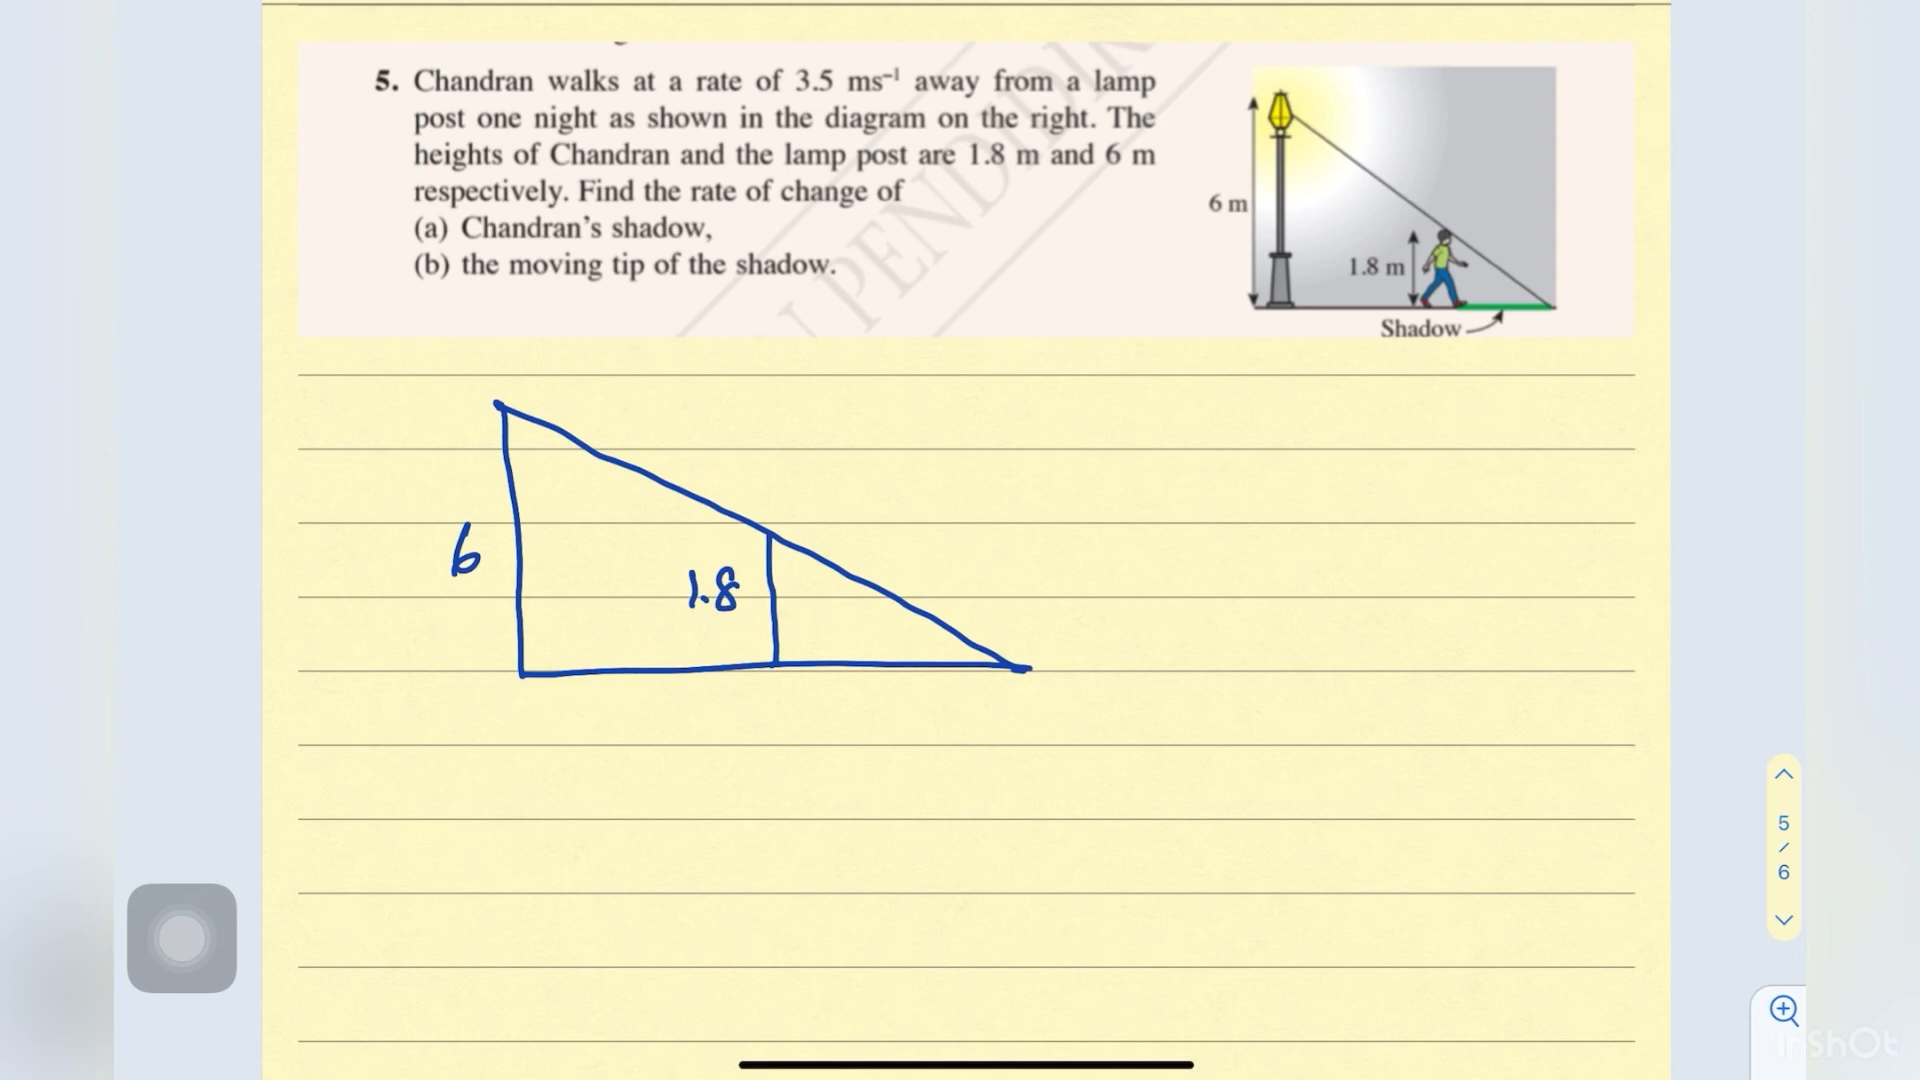 5. Chandran walks at a rate of 3.5 ms⁻¹ away from a lamp
post one night as shown in the diagram on the right. The
heights of Chandran and the lamp post are 1.8 m and 6 m
respectively. Find the rate of change of
(a) Chandran's shadow,
(b) the moving tip of the shadow.
6 m
1.8 m
Shadow
PENDIDIK
6
1.8
5
/
6
InShOt